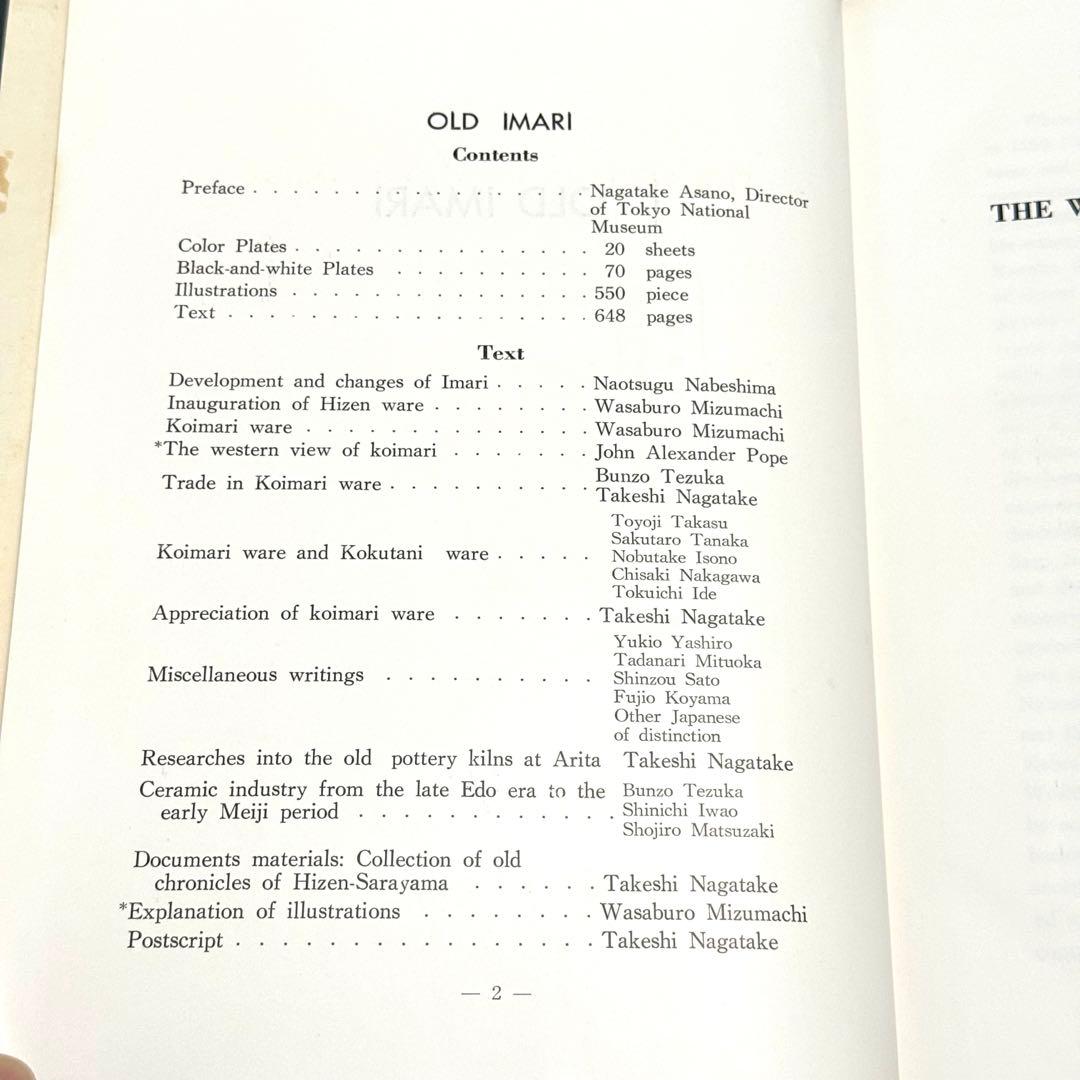 OLD IMARI
Contents
Preface . . . . . . . . . . . . . . . . . Nagatake Asano, Director
of Tokyo National
Museum
Color Plates . . . . . . . . . . . . . . . 20 sheets
Black-and-white Plates . . . . . . . . . . 70 pages
Illustrations . . . . . . . . . . . . . . . 550 piece
Text . . . . . . . . . . . . . . . . . . 648 pages
Text
Development and changes of Imari . . . . . Naotsugu Nabeshima
Inauguration of Hizen ware . . . . . . . . Wasaburo Mizumachi
Koimari ware . . . . . . . . . . . . . . Wasaburo Mizumachi
*The western view of koimari . . . . . . . John Alexander Pope
Trade in Koimari ware . . . . . . . . . . Bunzo Tezuka
Takeshi Nagatake
Koimari ware and Kokutani ware . . . . . Toyoji Takasu
Sakutaro Tanaka
Nobutake Isono
Chisaki Nakagawa
Tokuichi Ide
Appreciation of koimari ware . . . . . . . Takeshi Nagatake
Miscellaneous writings . . . . . . . . . . Yukio Yashiro
Tadanari Mituoka
Shinzou Sato
Fujio Koyama
Other Japanese
of distinction
Researches into the old pottery kilns at Arita Takeshi Nagatake
Ceramic industry from the late Edo era to the
early Meiji period . . . . . . . . . . . . Bunzo Tezuka
Shinichi Iwao
Shojiro Matsuzaki
Documents materials: Collection of old
chronicles of Hizen-Sarayama . . . . . . Takeshi Nagatake
*Explanation of illustrations . . . . . . . . Wasaburo Mizumachi
Postscript . . . . . . . . . . . . . . . . . Takeshi Nagatake
— 2 —
THE